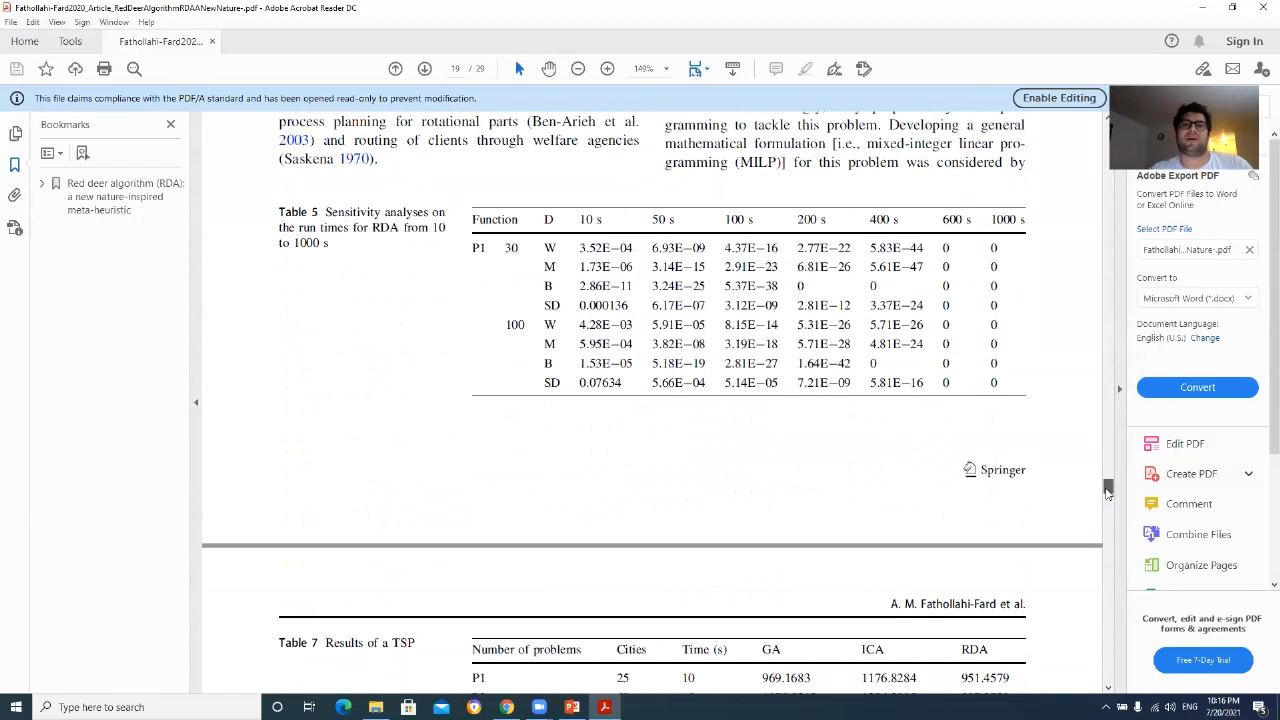 Fathollahi-Fard2020_Article_RedDeerAlgorithmRDAANewNature-.pdf - Adobe Acrobat Reader DC
File Edit View Sign Window Help
Home Tools Fathollahi-Fard202... × ? Sign In
19 / 29 149%
This file claims compliance with the PDF/A standard and has been opened read-only to prevent modification. Enable Editing
Bookmarks
Red deer algorithm (RDA):
a new nature-inspired
meta-heuristic
process planning for rotational parts (Ben-Arieh et al.
2003) and routing of clients through welfare agencies
(Saskena 1970).
gramming to tackle this problem. Developing a general
mathematical formulation [i.e., mixed-integer linear pro-
gramming (MILP)] for this problem was considered by
Table 5 Sensitivity analyses on
the run times for RDA from 10
to 1000 s
Function D 10 s 50 s 100 s 200 s 400 s 600 s 1000 s
P1 30 W 3.52E−04 6.93E−09 4.37E−16 2.77E−22 5.83E−44 0 0
M 1.73E−06 3.14E−15 2.91E−23 6.81E−26 5.61E−47 0 0
B 2.86E−11 3.24E−25 5.37E−38 0 0 0 0
SD 0.000136 6.17E−07 3.12E−09 2.81E−12 3.37E−24 0 0
100 W 4.28E−03 5.91E−05 8.15E−14 5.31E−26 5.71E−26 0 0
M 5.95E−04 3.82E−08 3.19E−18 5.71E−28 4.81E−24 0 0
B 1.53E−05 5.18E−19 2.81E−27 1.64E−42 0 0 0
SD 0.07634 5.66E−04 5.14E−05 7.21E−09 5.81E−16 0 0
Springer
A. M. Fathollahi-Fard et al.
Table 7 Results of a TSP
Number of problems Cities Time (s) GA ICA RDA
P1 25 10 969.1683 1176.8284 951.4579
Adobe Export PDF
Convert PDF Files to Word
or Excel Online
Select PDF File
Fathollahi...Nature-.pdf
Convert to
Microsoft Word (*.docx)
Document Language:
English (U.S.) Change
Convert
Edit PDF
Create PDF
Comment
Combine Files
Organize Pages
Convert, edit and e-sign PDF
forms & agreements
Free 7-Day Trial
Type here to search
10:16 PM
7/20/2021